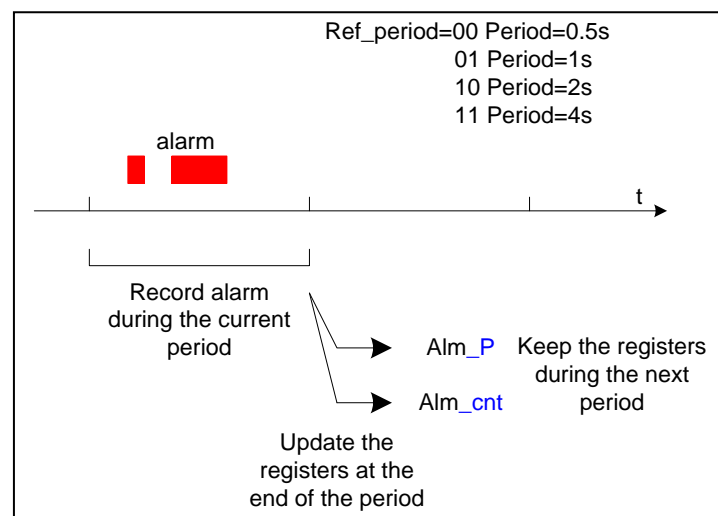 Ref_period=00 Period=0.5s
01 Period=1s
10 Period=2s
11 Period=4s
alarm
t
Record alarm
during the current
period
Alm_P
Alm_cnt
Keep the registers
during the next
period
Update the
registers at the
end of the period